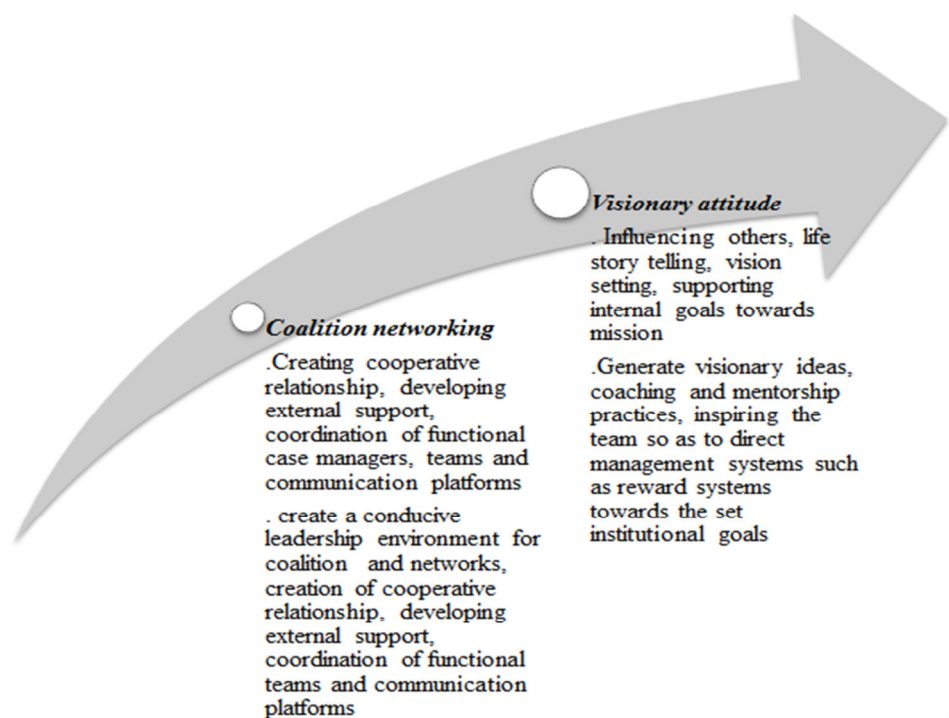 Coalition networking
.Creating cooperative
relationship, developing
external support,
coordination of functional
case managers, teams and
communication platforms
. create a conducive
leadership environment for
coalition and networks,
creation of cooperative
relationship, developing
external support,
coordination of functional
teams and communication
platforms
Visionary attitude
. Influencing others, life
story telling, vision
setting, supporting
internal goals towards
mission
.Generate visionary ideas,
coaching and mentorship
practices, inspiring the
team so as to direct
management systems such
as reward systems
towards the set
institutional goals